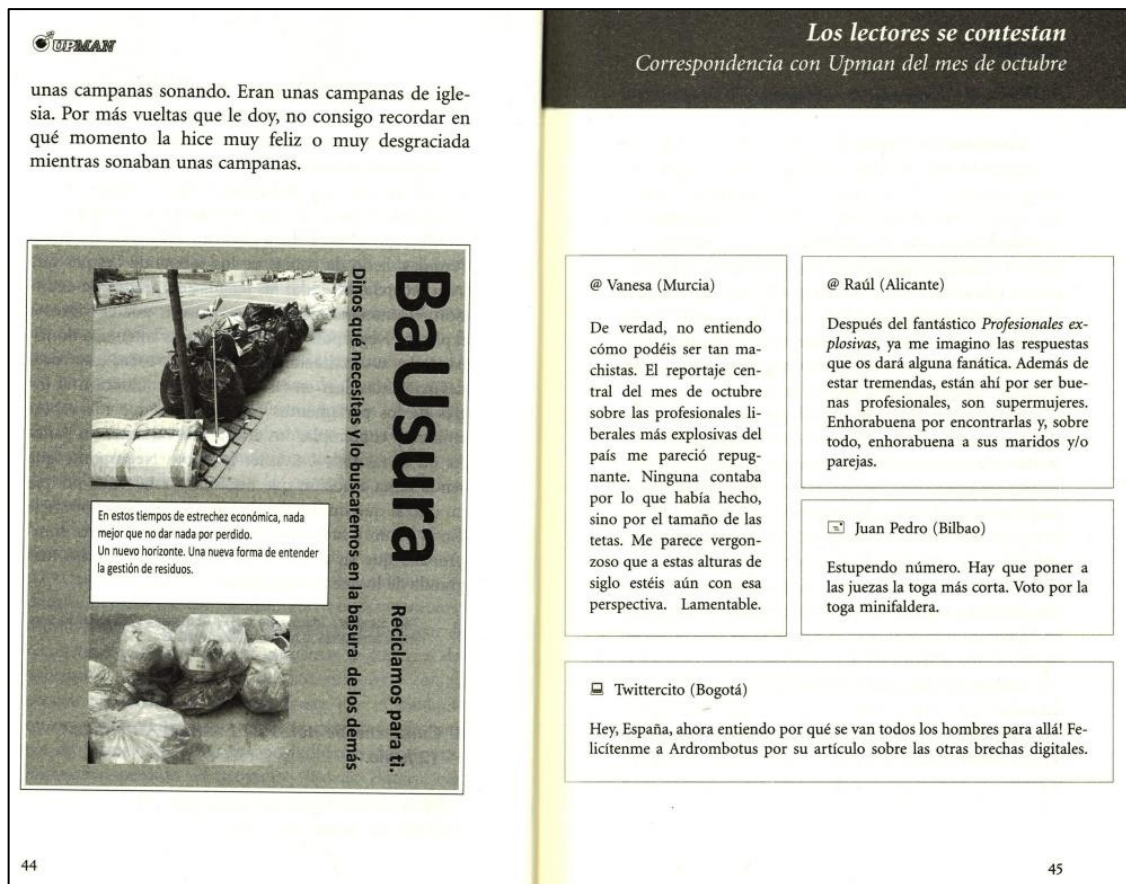 UPMAN
unas campanas sonando. Eran unas campanas de igle-
sia. Por más vueltas que le doy, no consigo recordar en
qué momento la hice muy feliz o muy desgraciada
mientras sonaban unas campanas.
BaUsura
Reciclamos para ti.
Dinos qué necesitas y lo buscaremos en la basura de los demás
En estos tiempos de estrechez económica, nada
mejor que no dar nada por perdido.
Un nuevo horizonte. Una nueva forma de entender
la gestión de residuos.
44
Los lectores se contestan
Correspondencia con Upman del mes de octubre
@ Vanesa (Murcia)
De verdad, no entiendo
cómo podéis ser tan ma-
chistas. El reportaje cen-
tral del mes de octubre
sobre las profesionales li-
berales más explosivas del
país me pareció repug-
nante. Ninguna contaba
por lo que había hecho,
sino por el tamaño de las
tetas. Me parece vergon-
zoso que a estas alturas de
siglo estéis aún con esa
perspectiva. Lamentable.
@ Raúl (Alicante)
Después del fantástico Profesionales ex-
plosivas, ya me imagino las respuestas
que os dará alguna fanática. Además de
estar tremendas, están ahí por ser bue-
nas profesionales, son supermujeres.
Enhorabuena por encontrarlas y, sobre
todo, enhorabuena a sus maridos y/o
parejas.
Juan Pedro (Bilbao)
Estupendo número. Hay que poner a
las juezas la toga más corta. Voto por la
toga minifaldera.
Twittercito (Bogotá)
Hey, España, ahora entiendo por qué se van todos los hombres para allá! Fe-
licítenme a Ardrombotus por su artículo sobre las otras brechas digitales.
45